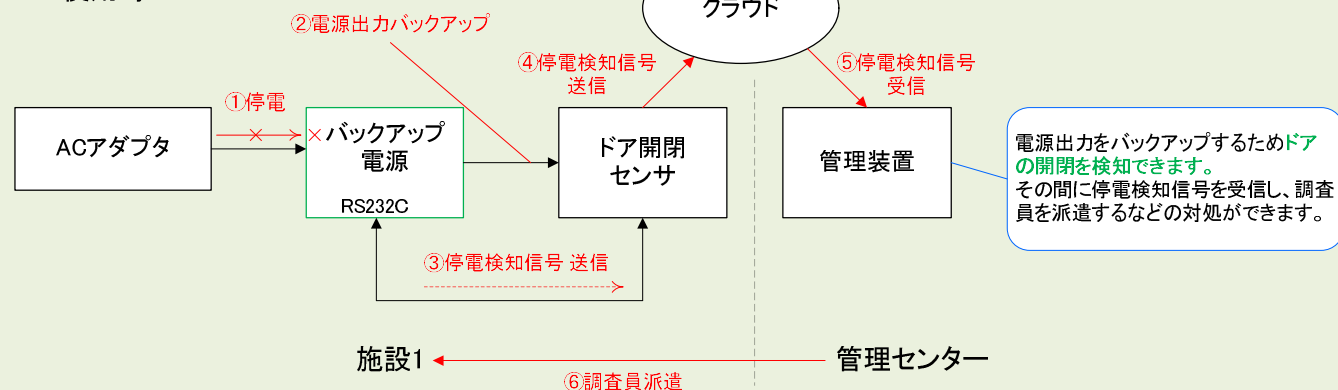 クラウド
②電源出力バックアップ
④停電検知信号
送信
⑤停電検知信号
受信
①停電
ACアダプタ
バックアップ
電源
RS232C
ドア開閉
センサ
管理装置
電源出力をバックアップするためドア
の開閉を検知できます。
その間に停電検知信号を受信し、調査
員を派遣するなどの対処ができます。
③停電検知信号 送信
施設1
管理センター
⑥調査員派遣